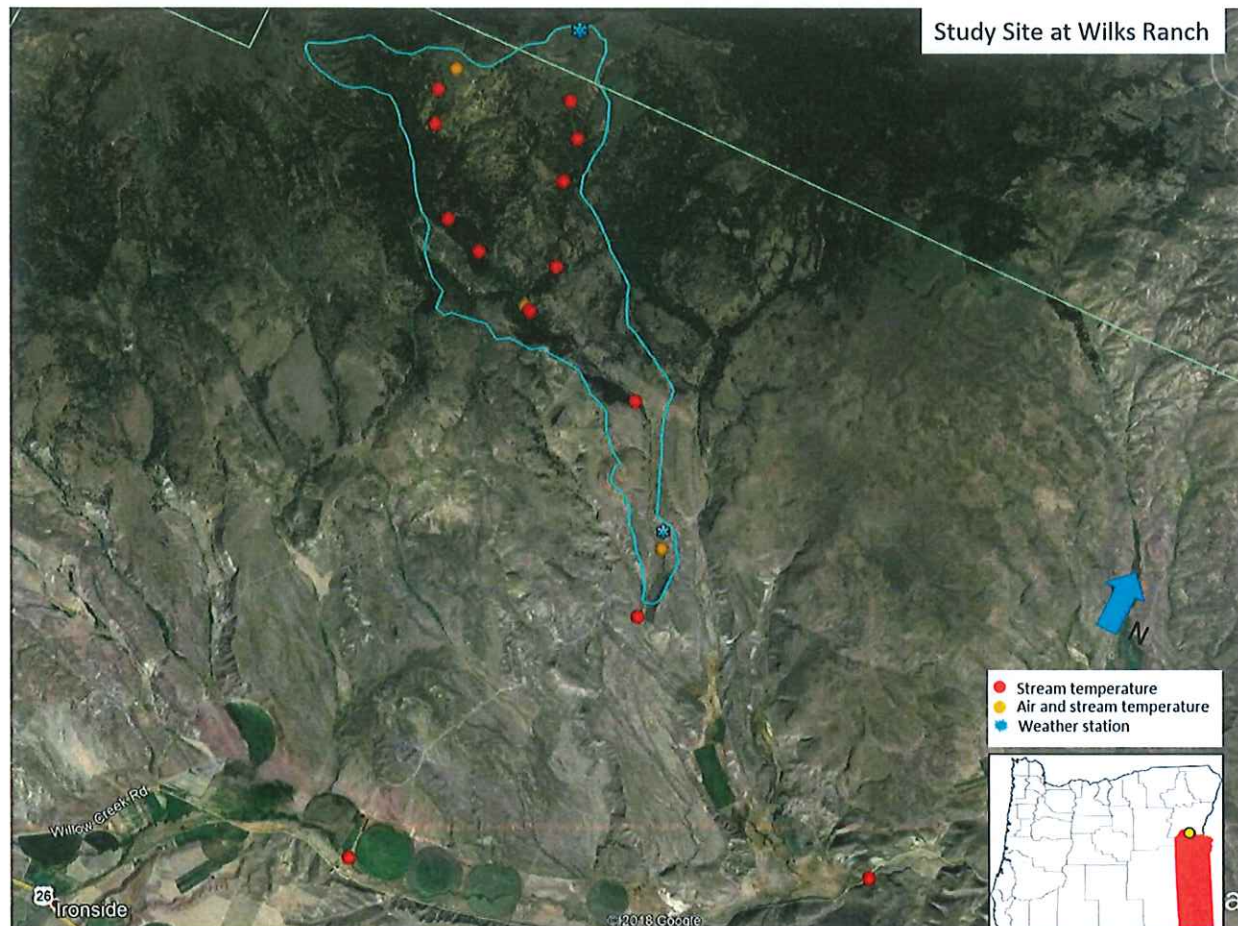 Study Site at Wilks Ranch
N
Stream temperature
Air and stream temperature
Weather station
Willow Creek Rd
26
Ironside
2018 Google
a